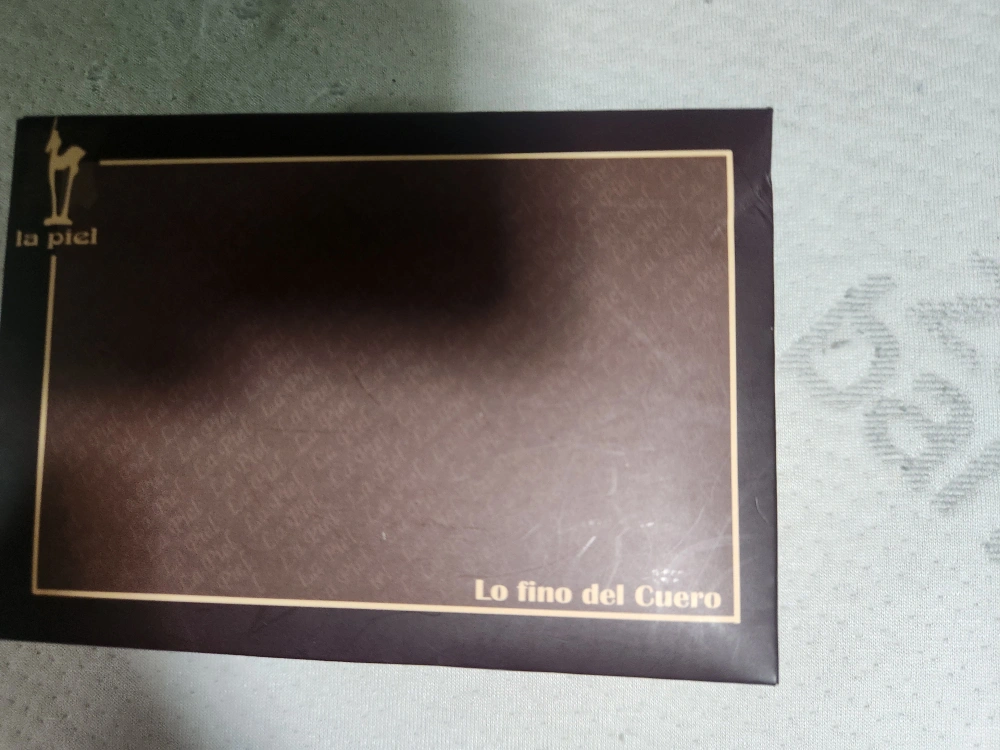 la piel
Lo fino del Cuero